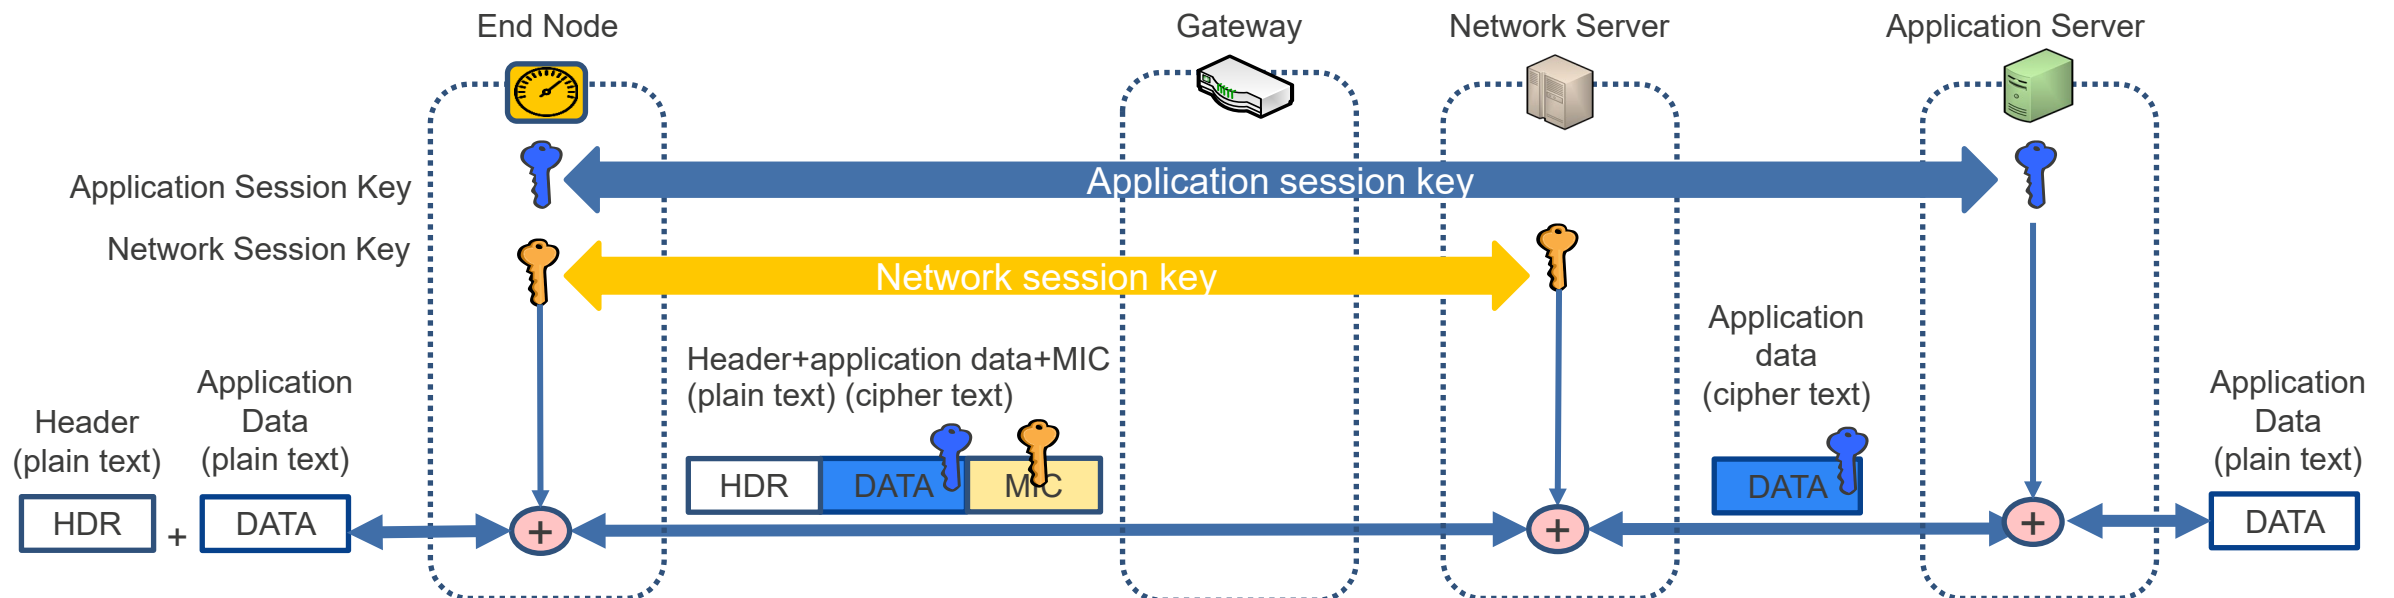 End Node
Gateway
Network Server
Application Server
Application Session Key
Application session key
Network Session Key
Network session key
Header
(plain text)
Application
Data
(plain text)
Header+application data+MIC
(plain text) (cipher text)
Application
data
(cipher text)
Application
Data
(plain text)
HDR
+
DATA
+
HDR
DATA
MIC
+
DATA
+
DATA